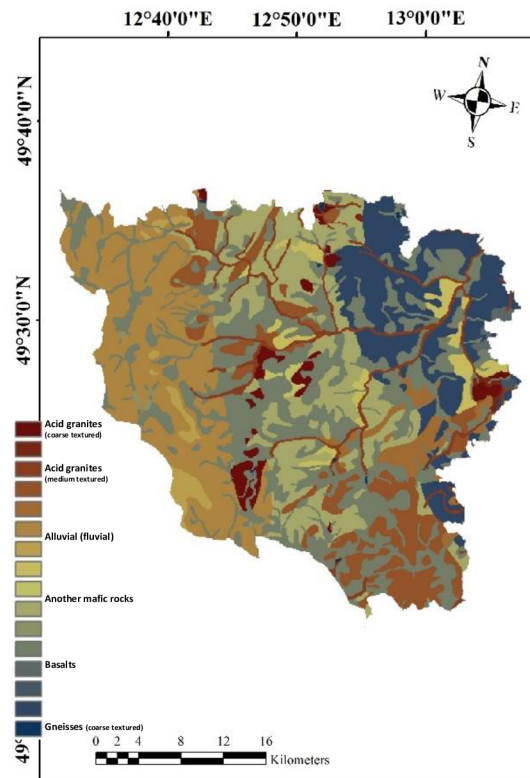 12°40'0"E 12°50'0"E 13°0'0"E
N
W E
S
49°40'0"N
49°30'0"N
Acid granites
(coarse textured)
Acid granites
(medium textured)
Alluvial (fluvial)
Another mafic rocks
Basalts
Gneisses (coarse textured)
49°
0 2 4 8 12 16
Kilometers